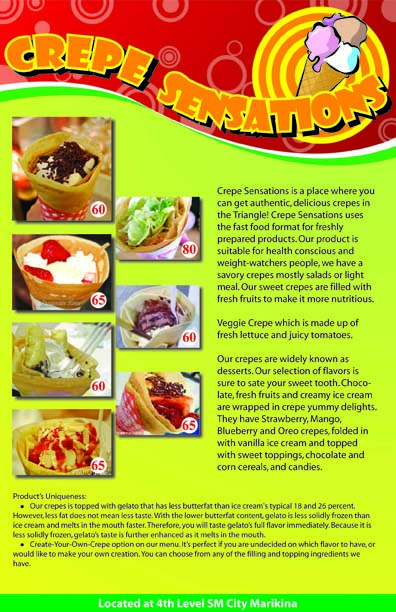 CREPE SENSATIONS
60
80
65
60
60
65
65
Crepe Sensations is a place where you
can get authentic, delicious crepes in
the Triangle! Crepe Sensations uses
the fast food format for freshly
prepared products. Our product is
suitable for health conscious and
weight-watchers people, we have a
savory crepes mostly salads or light
meal. Our sweet crepes are filled with
fresh fruits to make it more nutritious.
Veggie Crepe which is made up of
fresh lettuce and juicy tomatoes.
Our crepes are widely known as
desserts. Our selection of flavors is
sure to sate your sweet tooth. Choco-
late, fresh fruits and creamy ice cream
are wrapped in crepe yummy delights.
They have Strawberry, Mango,
Blueberry and Oreo crepes, folded in
with vanilla ice cream and topped
with sweet toppings, chocolate and
corn cereals, and candies.
Product's Uniqueness:
• Our crepes is topped with gelato that has less butterfat than ice cream's typical 18 and 26 percent.
However, less fat does not mean less taste. With the lower butterfat content, gelato is less solidly frozen than
ice cream and melts in the mouth faster. Therefore, you will taste gelato's full flavor immediately. Because it is
less solidly frozen, gelato's taste is further enhanced as it melts in the mouth.
• Create-Your-Own-Crepe option on our menu. It's perfect if you are undecided on which flavor to have, or
would like to make your own creation. You can choose from any of the filling and topping ingredients we
have.
Located at 4th Level SM City Marikina